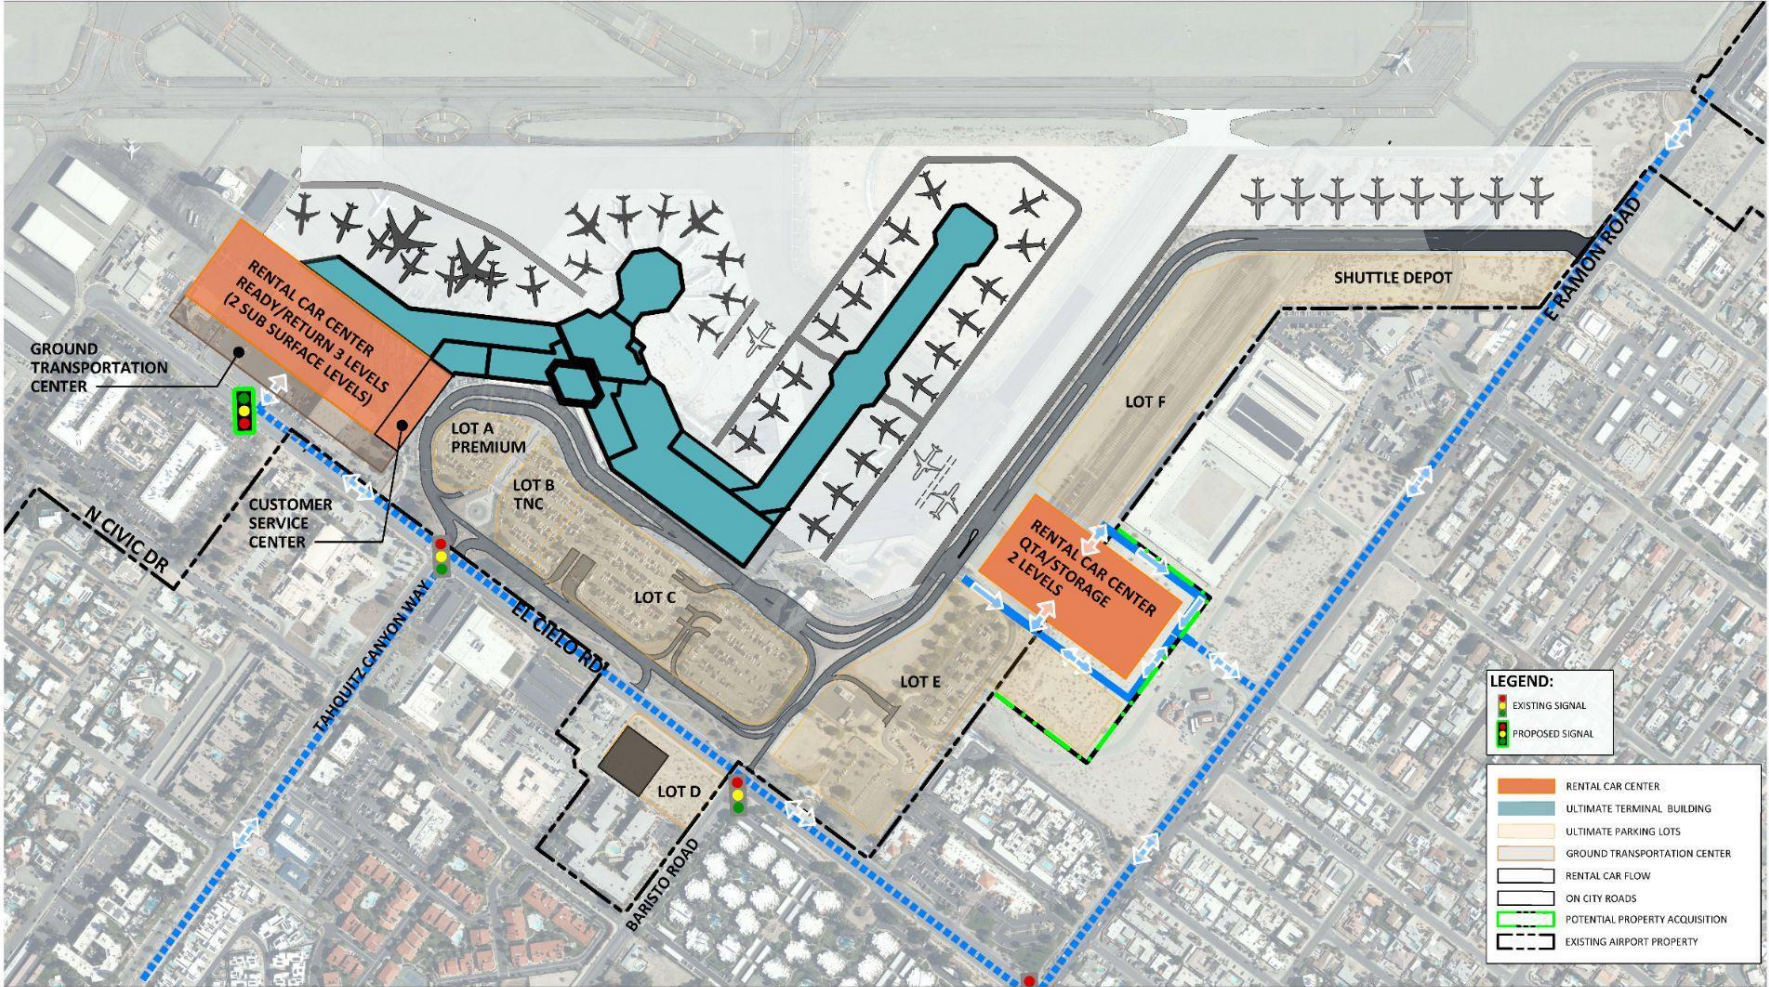 RENTAL CAR CENTER
READY/RETURN 3 LEVELS
(2 SUB SURFACE LEVELS)
GROUND
TRANSPORTATION
CENTER
CUSTOMER
SERVICE
CENTER
N CIVIC DR
LOT A
PREMIUM
LOT B
TNC
LOT C
LOT D
LOT E
LOT F
SHUTTLE DEPOT
RENTAL CAR CENTER
QTA/STORAGE
2 LEVELS
TAHQUITZ CANYON WAY
EL CIELO RD
BARISTO ROAD
E RAMON ROAD
LEGEND:
EXISTING SIGNAL
PROPOSED SIGNAL
RENTAL CAR CENTER
ULTIMATE TERMINAL BUILDING
ULTIMATE PARKING LOTS
GROUND TRANSPORTATION CENTER
RENTAL CAR FLOW
ON CITY ROADS
POTENTIAL PROPERTY ACQUISITION
EXISTING AIRPORT PROPERTY